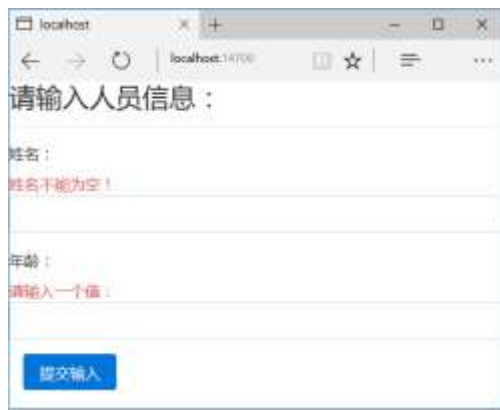 localhost
localhost:14700
请输入人员信息：
姓名：
姓名不能为空！
年龄：
请输入一个值：
提交输入